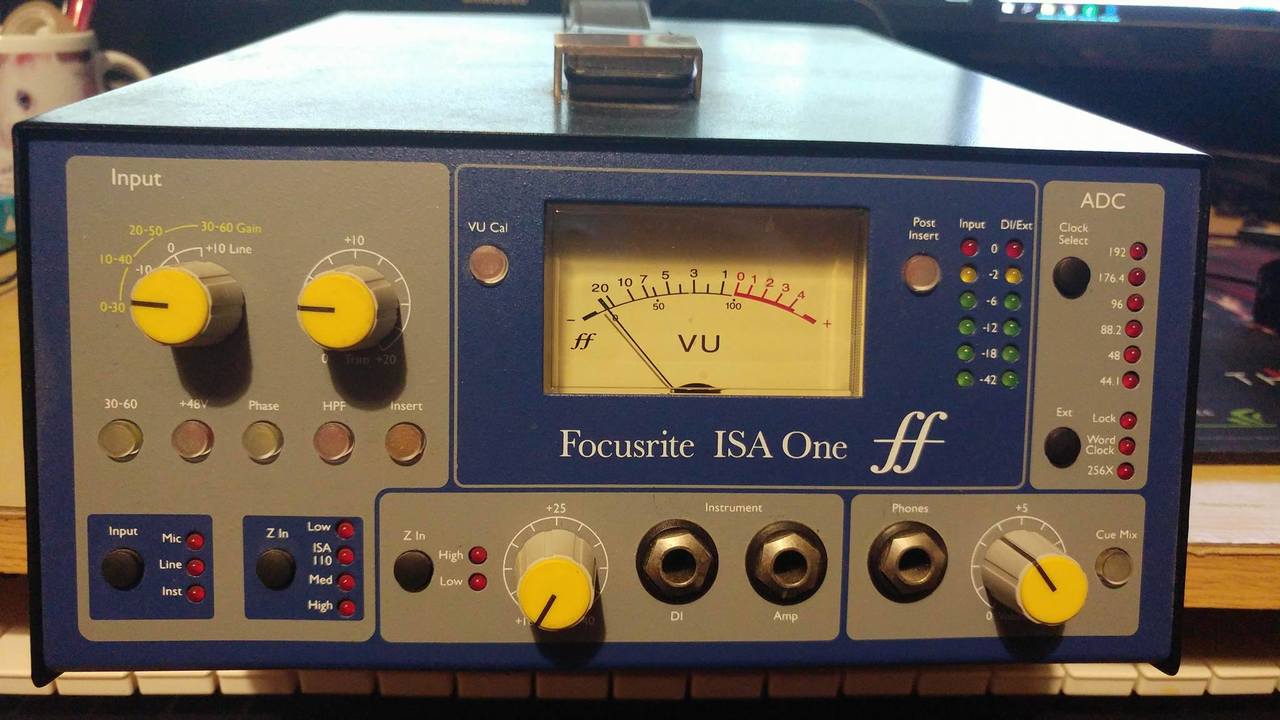 Input
20-50
30-60 Gain
0
+10 Line
10-40
-10
0-30
+10
0 Trim +20
30-60
+48V
Phase
HPF
Insert
Input
Mic
Line
Inst
Z In
Low
ISA
110
Med
High
VU Cal
20 10 7 5 3 1 0 1 2 3 4
- 0 50 100 +
ff
VU
Post
Insert
Input
DI/Ext
0
-2
-6
-12
-18
-42
Focusrite ISA One ff
ADC
Clock
Select
192
176.4
96
88.2
48
44.1
Ext
Lock
Word
Clock
256X
Z In
High
Low
+25
Instrument
DI
Amp
Phones
+5
0
Cue Mix